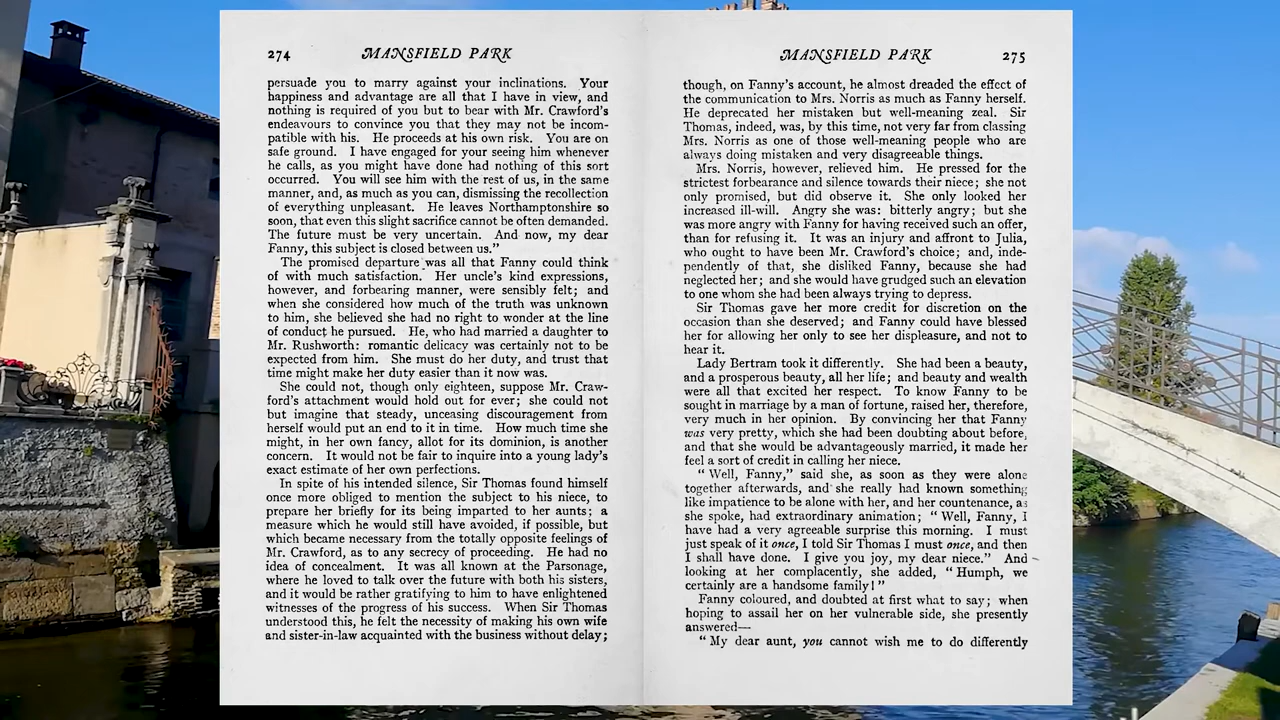 274 MANSFIELD PARK
persuade you to marry against your inclinations. Your
happiness and advantage are all that I have in view, and
nothing is required of you but to bear with Mr. Crawford's
endeavours to convince you that they may not be incom-
patible with his. He proceeds at his own risk. You are on
safe ground. I have engaged for your seeing him whenever
he calls, as you might have done had nothing of this sort
occurred. You will see him with the rest of us, in the same
manner, and, as much as you can, dismissing the recollection
of everything unpleasant. He leaves Northamptonshire so
soon, that even this slight sacrifice cannot be often demanded.
The future must be very uncertain. And now, my dear
Fanny, this subject is closed between us."
The promised departure was all that Fanny could think
of with much satisfaction. Her uncle's kind expressions,
however, and forbearing manner, were sensibly felt; and
when she considered how much of the truth was unknown
to him, she believed she had no right to wonder at the line
of conduct he pursued. He, who had married a daughter to
Mr. Rushworth: romantic delicacy was certainly not to be
expected from him. She must do her duty, and trust that
time might make her duty easier than it now was.
She could not, though only eighteen, suppose Mr. Craw-
ford's attachment would hold out for ever; she could not
but imagine that steady, unceasing discouragement from
herself would put an end to it in time. How much time she
might, in her own fancy, allot for its dominion, is another
concern. It would not be fair to inquire into a young lady's
exact estimate of her own perfections.
In spite of his intended silence, Sir Thomas found himself
once more obliged to mention the subject to his niece, to
prepare her briefly for its being imparted to her aunts; a
measure which he would still have avoided, if possible, but
which became necessary from the totally opposite feelings of
Mr. Crawford, as to any secrecy of proceeding. He had no
idea of concealment. It was all known at the Parsonage,
where he loved to talk over the future with both his sisters,
and it would be rather gratifying to him to have enlightened
witnesses of the progress of his success. When Sir Thomas
understood this, he felt the necessity of making his own wife
and sister-in-law acquainted with the business without delay;
MANSFIELD PARK 275
though, on Fanny's account, he almost dreaded the effect of
the communication to Mrs. Norris as much as Fanny herself.
He deprecated her mistaken but well-meaning zeal. Sir
Thomas, indeed, was, by this time, not very far from classing
Mrs. Norris as one of those well-meaning people who are
always doing mistaken and very disagreeable things.
Mrs. Norris, however, relieved him. He pressed for the
strictest forbearance and silence towards their niece; she not
only promised, but did observe it. She only looked her
increased ill-will. Angry she was: bitterly angry; but she
was more angry with Fanny for having received such an offer,
than for refusing it. It was an injury and affront to Julia,
who ought to have been Mr. Crawford's choice; and, inde-
pendently of that, she disliked Fanny, because she had
neglected her; and she would have grudged such an elevation
to one whom she had been always trying to depress.
Sir Thomas gave her more credit for discretion on the
occasion than she deserved; and Fanny could have blessed
her for allowing her only to see her displeasure, and not to
hear it.
Lady Bertram took it differently. She had been a beauty,
and a prosperous beauty, all her life; and beauty and wealth
were all that excited her respect. To know Fanny to be
sought in marriage by a man of fortune, raised her, therefore,
very much in her opinion. By convincing her that Fanny
was very pretty, which she had been doubting about before,
and that she would be advantageously married, it made her
feel a sort of credit in calling her niece.
"Well, Fanny," said she, as soon as they were alone
together afterwards, and she really had known something
like impatience to be alone with her, and her countenance, as
she spoke, had extraordinary animation; "Well, Fanny, I
have had a very agreeable surprise this morning. I must
just speak of it once, I told Sir Thomas I must once, and then
I shall have done. I give you joy, my dear niece." And
looking at her complacently, she added, "Humph, we
certainly are a handsome family!"
Fanny coloured, and doubted at first what to say; when
hoping to assail her on her vulnerable side, she presently
answered—
"My dear aunt, you cannot wish me to do differently